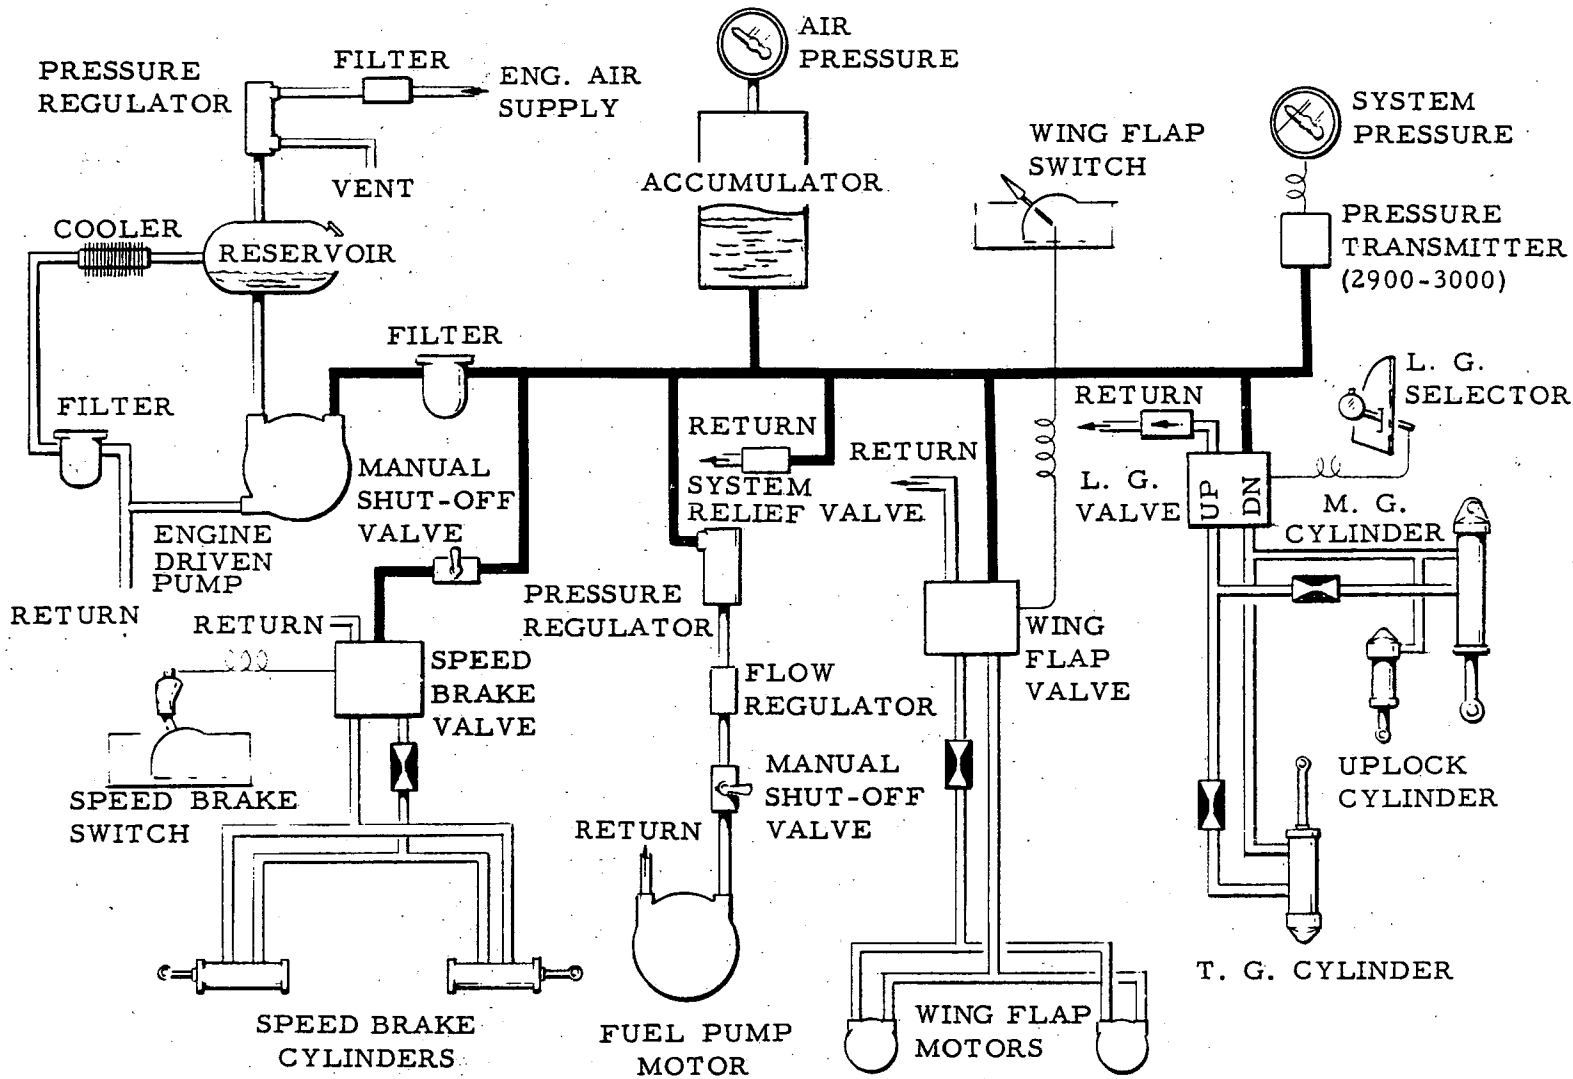 AIR
PRESSURE
FILTER
PRESSURE
REGULATOR
ENG. AIR
SUPPLY
SYSTEM
PRESSURE
WING FLAP
SWITCH
VENT
ACCUMULATOR
COOLER
RESERVOIR
PRESSURE
TRANSMITTER
(2900-3000)
FILTER
L. G.
SELECTOR
FILTER
RETURN
RETURN
RETURN
MANUAL
SHUT-OFF
VALVE
SYSTEM
RELIEF VALVE
L. G.
VALVE
UP
DN
M. G.
CYLINDER
ENGINE
DRIVEN
PUMP
RETURN
RETURN
PRESSURE
REGULATOR
WING
FLAP
VALVE
SPEED
BRAKE
VALVE
FLOW
REGULATOR
UPLOCK
CYLINDER
SPEED BRAKE
SWITCH
MANUAL
SHUT-OFF
VALVE
RETURN
T. G. CYLINDER
SPEED BRAKE
CYLINDERS
FUEL PUMP
MOTOR
WING FLAP
MOTORS